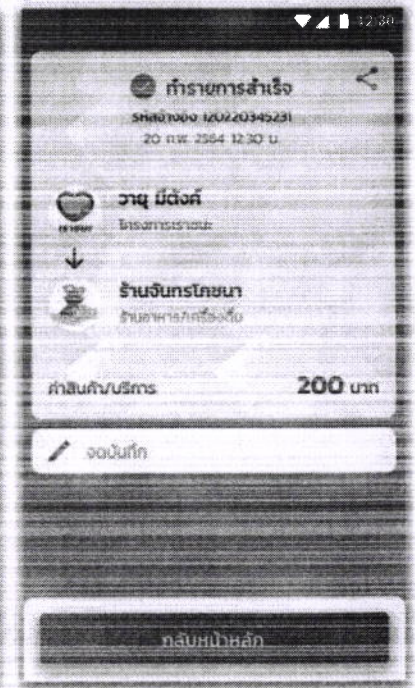 12:30
ทำรายการสำเร็จ
รหัสอ้างอิง 120220345231
20 ก.พ. 2564 12:30 น.
วายุ มีตังค์
โครงการเราชนะ
เราชนะ
ร้านจันทรโภชนา
ร้านอาหาร/เครื่องดื่ม
ค่าสินค้า/บริการ
200 บาท
จดบันทึก
กลับหน้าหลัก